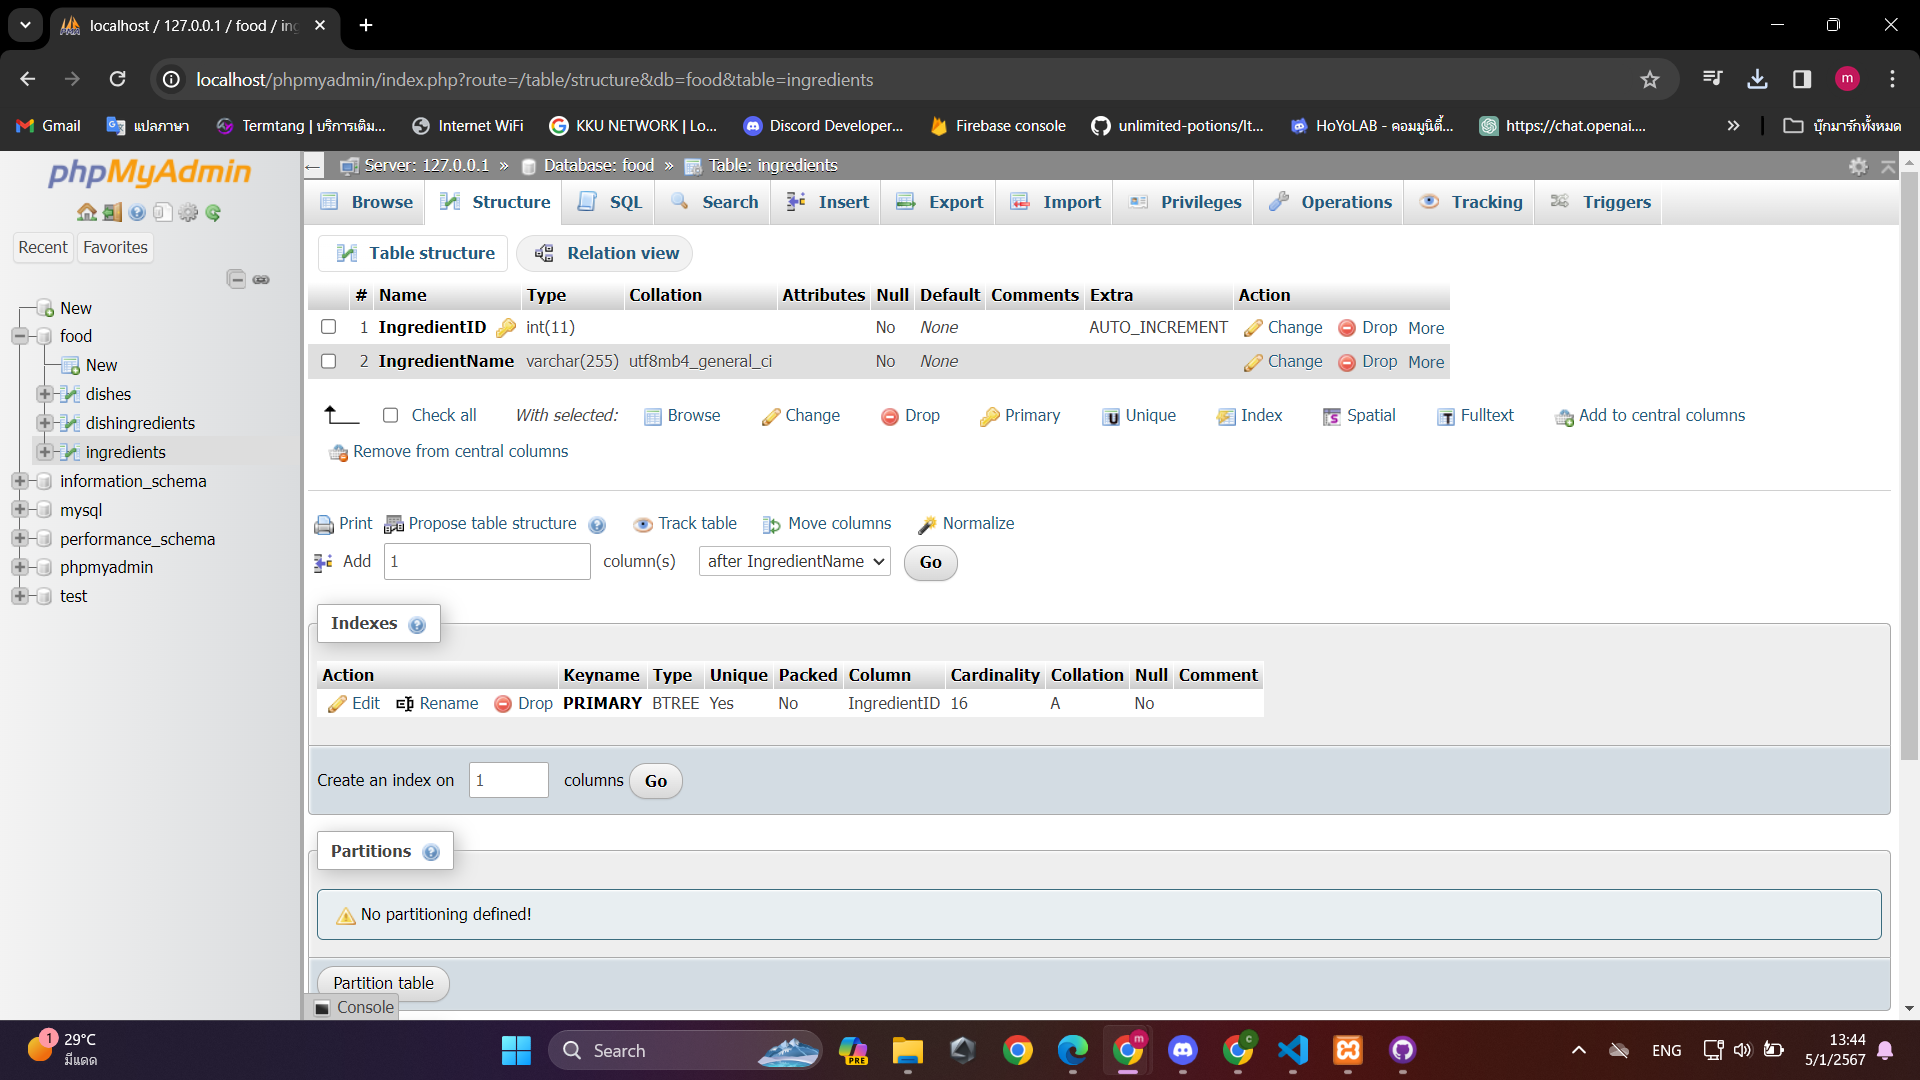 localhost / 127.0.0.1 / food / ing
localhost/phpmyadmin/index.php?route=/table/structure&db=food&table=ingredients
m
Gmail
แปลภาษา
Termtang | บริการเติม...
Internet WiFi
KKU NETWORK | Lo...
Discord Developer...
Firebase console
unlimited-potions/It...
HoYoLAB - คอมมูนิตี้...
https://chat.openai....
บุ๊กมาร์กทั้งหมด
phpMyAdmin
Recent Favorites
New
food
New
dishes
dishingredients
ingredients
information_schema
mysql
performance_schema
phpmyadmin
test
Server: 127.0.0.1 » Database: food » Table: ingredients
Browse Structure SQL Search Insert Export Import Privileges Operations Tracking Triggers
Table structure Relation view
# Name Type Collation Attributes Null Default Comments Extra Action
1 IngredientID int(11) No None AUTO_INCREMENT Change Drop More
2 IngredientName varchar(255) utf8mb4_general_ci No None Change Drop More
Check all With selected: Browse Change Drop Primary Unique Index Spatial Fulltext Add to central columns
Remove from central columns
Print Propose table structure Track table Move columns Normalize
Add 1 column(s) after IngredientName Go
Indexes
Action Keyname Type Unique Packed Column Cardinality Collation Null Comment
Edit Rename Drop PRIMARY BTREE Yes No IngredientID 16 A No
Create an index on 1 columns Go
Partitions
No partitioning defined!
Partition table
Console
1
29°C
มีแดด
Search
PRE
m
c
ENG
13:44
5/1/2567